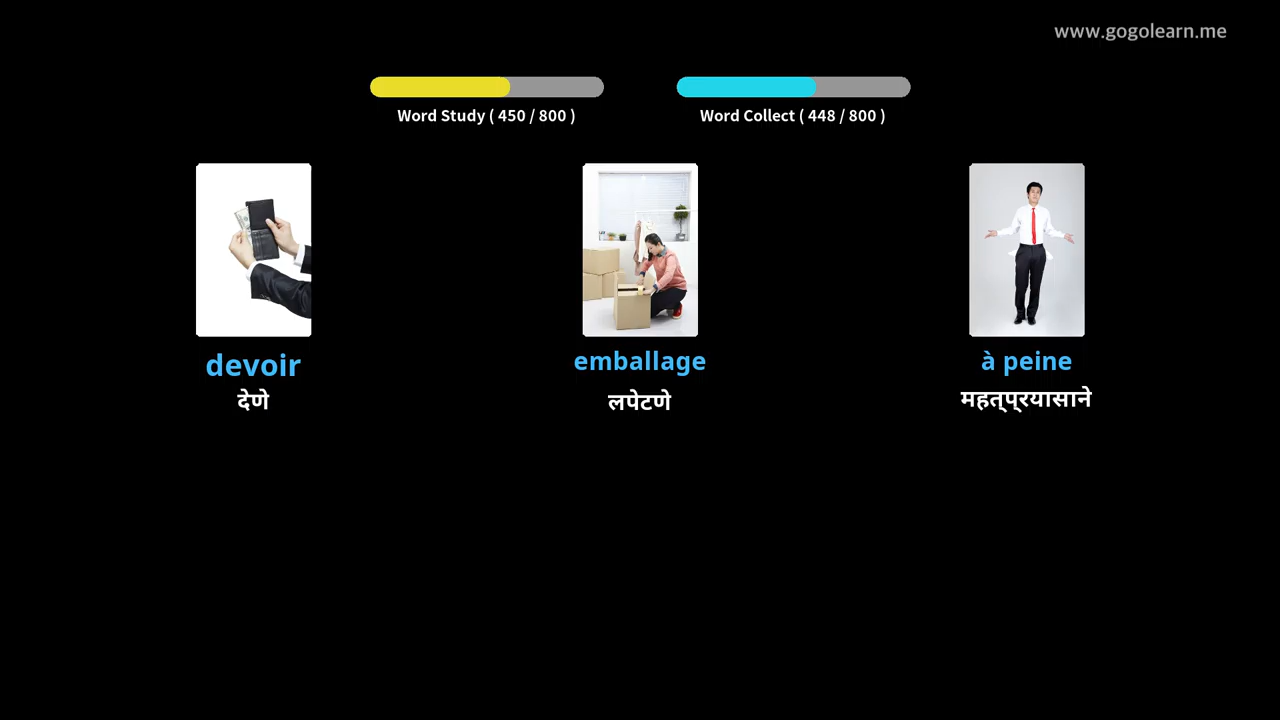 www.gogolearn.me
Word Study ( 450 / 800 )
Word Collect ( 448 / 800 )
devoir
emballage
à peine
देणे
लपेटणे
महत्प्रयासाने